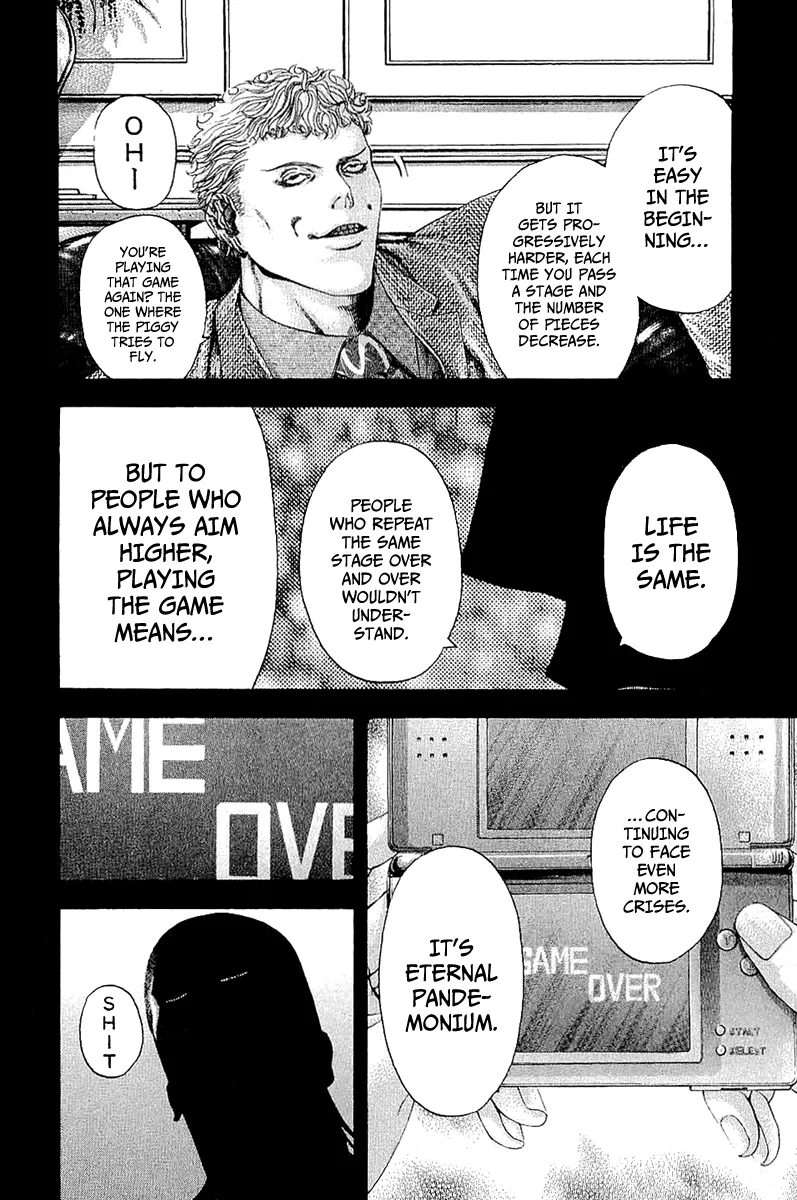 IT'S
EASY
IN THE
BEGIN-
NING...
BUT IT
GETS PRO-
GRESSIVELY
HARDER, EACH
TIME YOU PASS
A STAGE AND
THE NUMBER
OF PIECES
DECREASE.
OH!
YOU'RE
PLAYING
THAT GAME
AGAIN? THE
ONE WHERE
THE PIGGY
TRIES TO
FLY.
LIFE
IS THE
SAME.
PEOPLE
WHO REPEAT
THE SAME
STAGE OVER
AND OVER
WOULDN'T
UNDER-
STAND.
BUT TO
PEOPLE WHO
ALWAYS AIM
HIGHER,
PLAYING
THE GAME
MEANS...
...CON-
TINUING
TO FACE
EVEN
MORE
CRISES.
IT'S
ETERNAL
PANDE-
MONIUM.
GAME
OVER
Y
START
SELECT
AME
OVE
SHIT